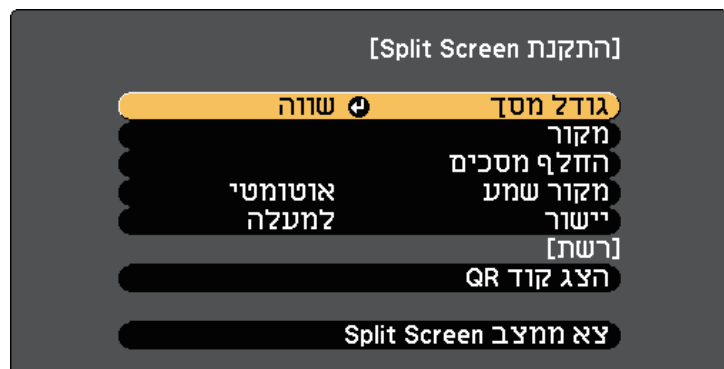 [התקנת Split Screen]
גודל מסך שווה
מקור
החלף מסכים
מקור שמע אוטומטי
יישור למעלה
[רשת]
הצג קוד QR
צא ממצב Split Screen